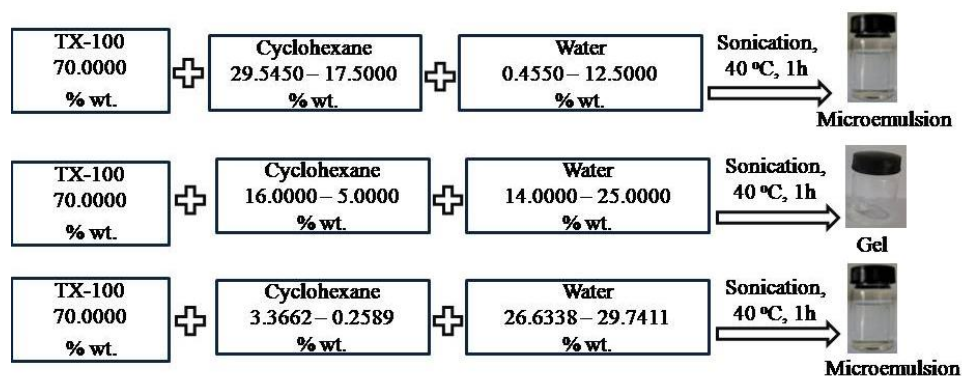 TX-100
70.0000
% wt.
Cyclohexane
29.5450 – 17.5000
% wt.
Water
0.4550 – 12.5000
% wt.
Sonication,
40 ⁰C, 1h
Microemulsion
TX-100
70.0000
% wt.
Cyclohexane
16.0000 – 5.0000
% wt.
Water
14.0000 – 25.0000
% wt.
Sonication,
40 ⁰C, 1h
Gel
TX-100
70.0000
% wt.
Cyclohexane
3.3662 – 0.2589
% wt.
Water
26.6338 – 29.7411
% wt.
Sonication,
40 ⁰C, 1h
Microemulsion